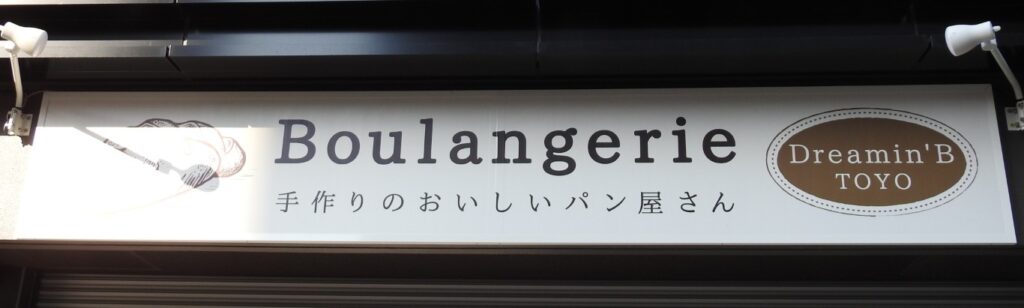 Boulangerie
手作りのおいしいパン屋さん
Dreamin'B
TOYO